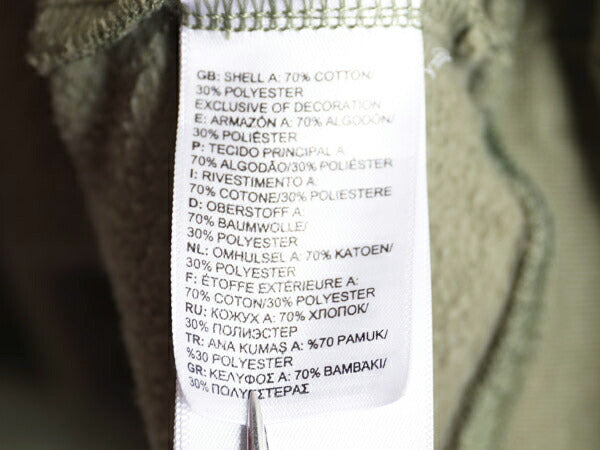 GB: SHELL A: 70% COTTON/
30% POLYESTER
EXCLUSIVE OF DECORATION
E: ARMAZÓN A: 70% ALGODÓN/
30% POLIÉSTER
P: TECIDO PRINCIPAL A
70% ALGODÃO/30% POLIÉSTER
I: RIVESTIMENTO A:
70% COTONE/30% POLIESTERE
D: OBERSTOFF A:
70% BAUMWOLLE/
30% POLYESTER
NL: OMHULSEL A: 70% KATOEN/
30% POLYESTER
F: ÉTOFFE EXTÉRIEURE A:
70% COTON/30% POLYESTER
RU: КОЖУХ A: 70% ХЛОПОК/
30% ПОЛИЭСТЕР
TR: ANA KUMAŞ A: %70 PAMUK/
%30 POLYESTER
GR: ΚΕΛΥΦΟΣ A: 70% ΒΑΜΒΑΚΙ/
30% ΠΟΛΥΕΣΤΕΡΑΣ